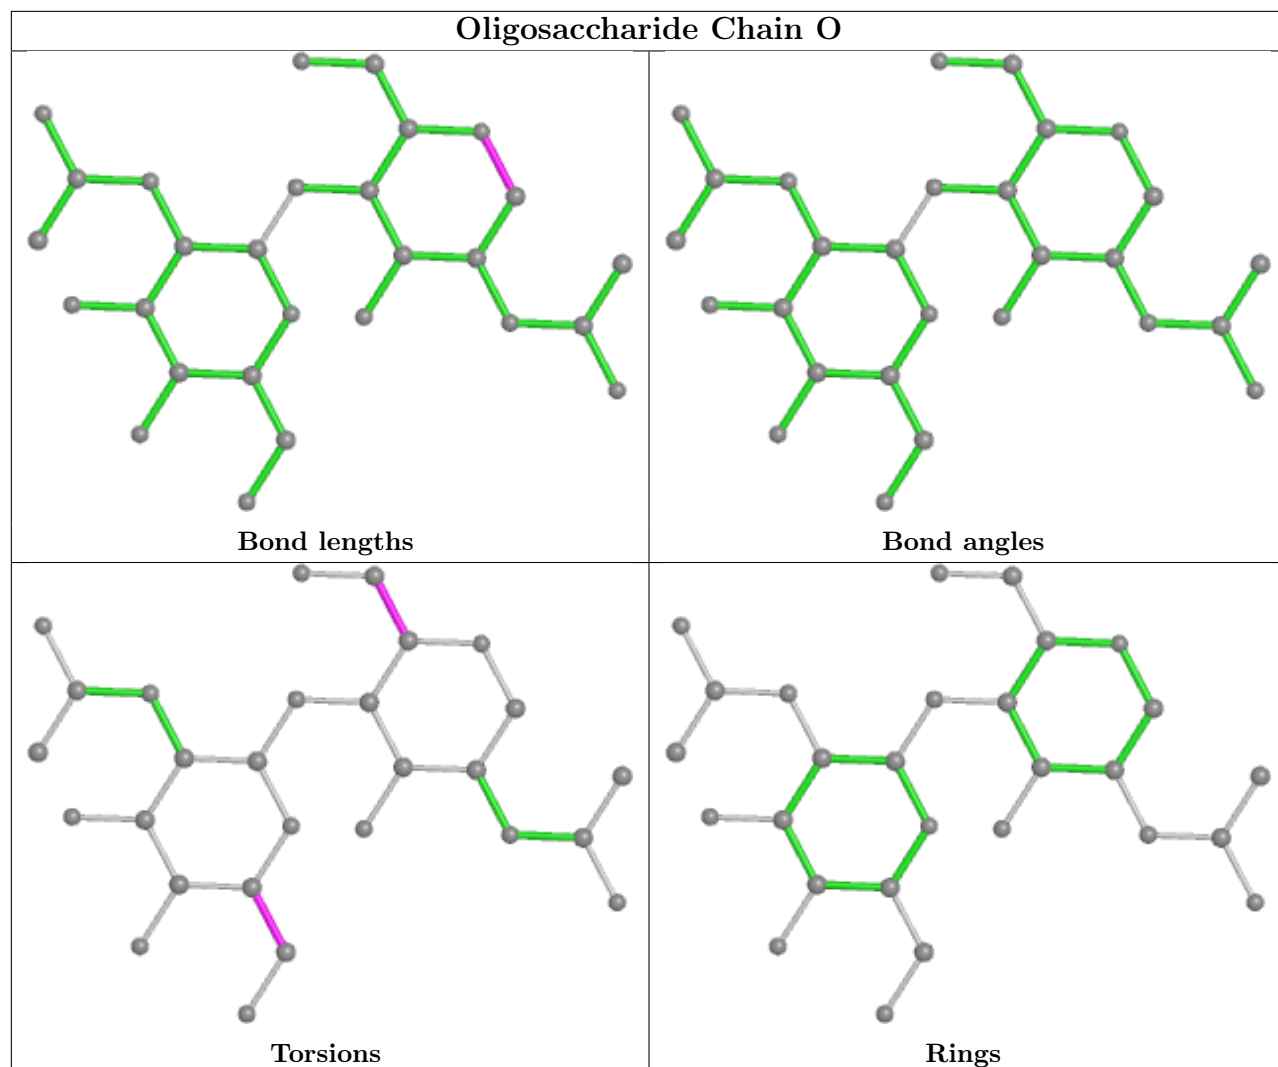 Oligosaccharide Chain O
Bond lengths
Bond angles
Torsions
Rings